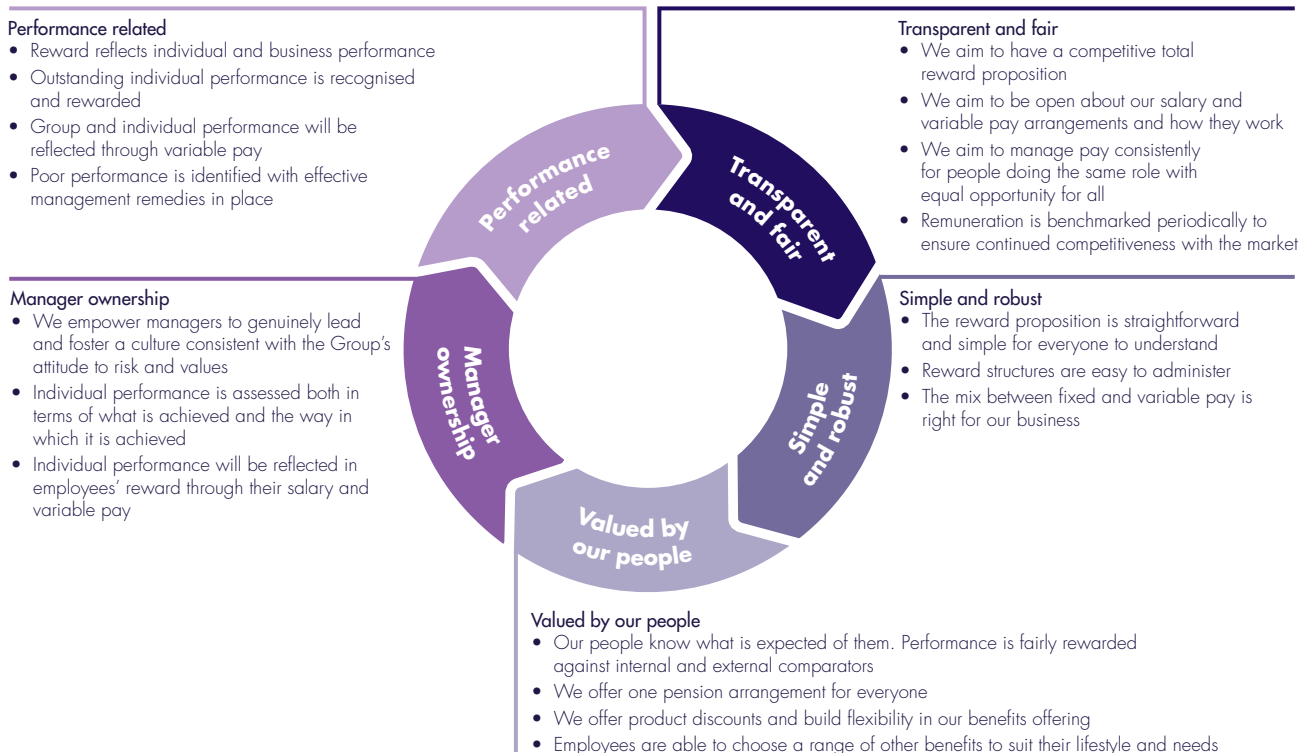 Performance related
• Reward reflects individual and business performance
• Outstanding individual performance is recognised
and rewarded
• Group and individual performance will be
reflected through variable pay
• Poor performance is identified with effective
management remedies in place
Transparent and fair
• We aim to have a competitive total
reward proposition
• We aim to be open about our salary and
variable pay arrangements and how they work
• We aim to manage pay consistently
for people doing the same role with
equal opportunity for all
• Remuneration is benchmarked periodically to
ensure continued competitiveness with the market
Performance
related
Transparent
and fair
Manager
ownership
Simple
and robust
Valued by
our people
Manager ownership
• We empower managers to genuinely lead
and foster a culture consistent with the Group's
attitude to risk and values
• Individual performance is assessed both in
terms of what is achieved and the way in
which it is achieved
• Individual performance will be reflected in
employees' reward through their salary and
variable pay
Simple and robust
• The reward proposition is straightforward
and simple for everyone to understand
• Reward structures are easy to administer
• The mix between fixed and variable pay is
right for our business
Valued by our people
• Our people know what is expected of them. Performance is fairly rewarded
against internal and external comparators
• We offer one pension arrangement for everyone
• We offer product discounts and build flexibility in our benefits offering
• Employees are able to choose a range of other benefits to suit their lifestyle and needs